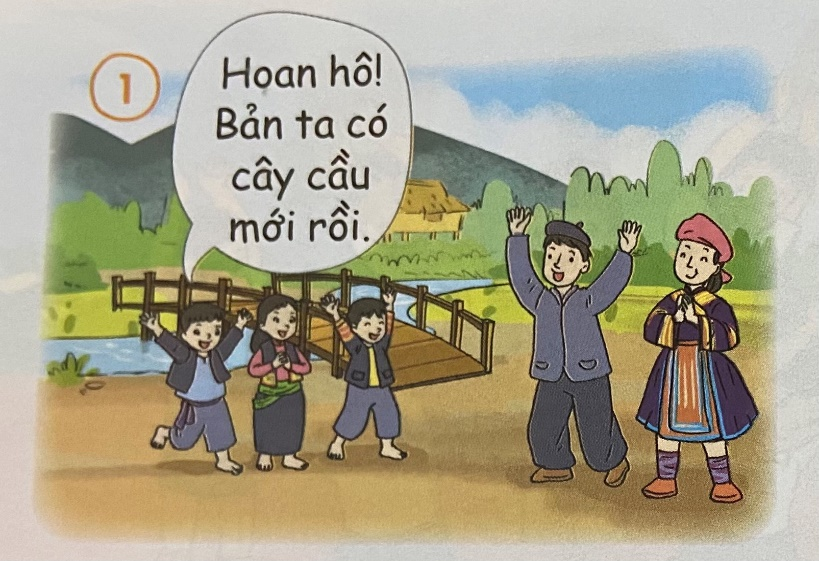 1
Hoan hô!
Bản ta có
cây cầu
mới rồi.